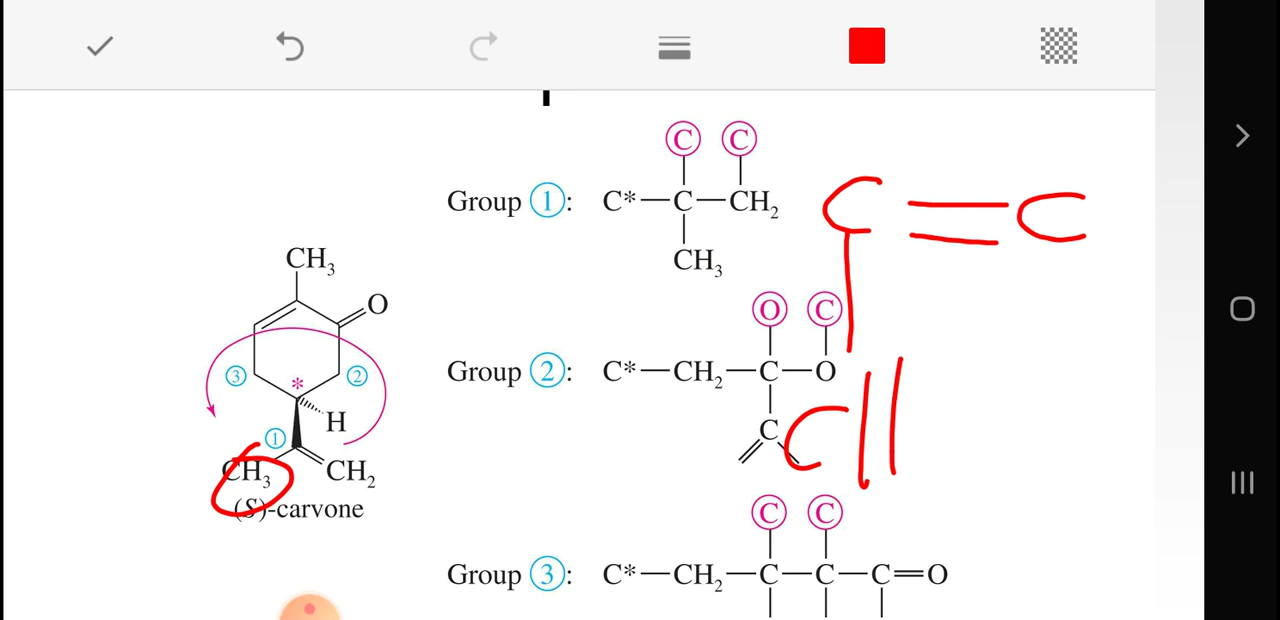 C C
Group 1: C*—C—CH₂
CH₃
C=C
CH₃
O
3 * 2
H
1
CH₃ CH₂
(S)-carvone
O C
Group 2: C*—CH₂—C—O
C
C
C C
Group 3: C*—CH₂—C—C—C=O